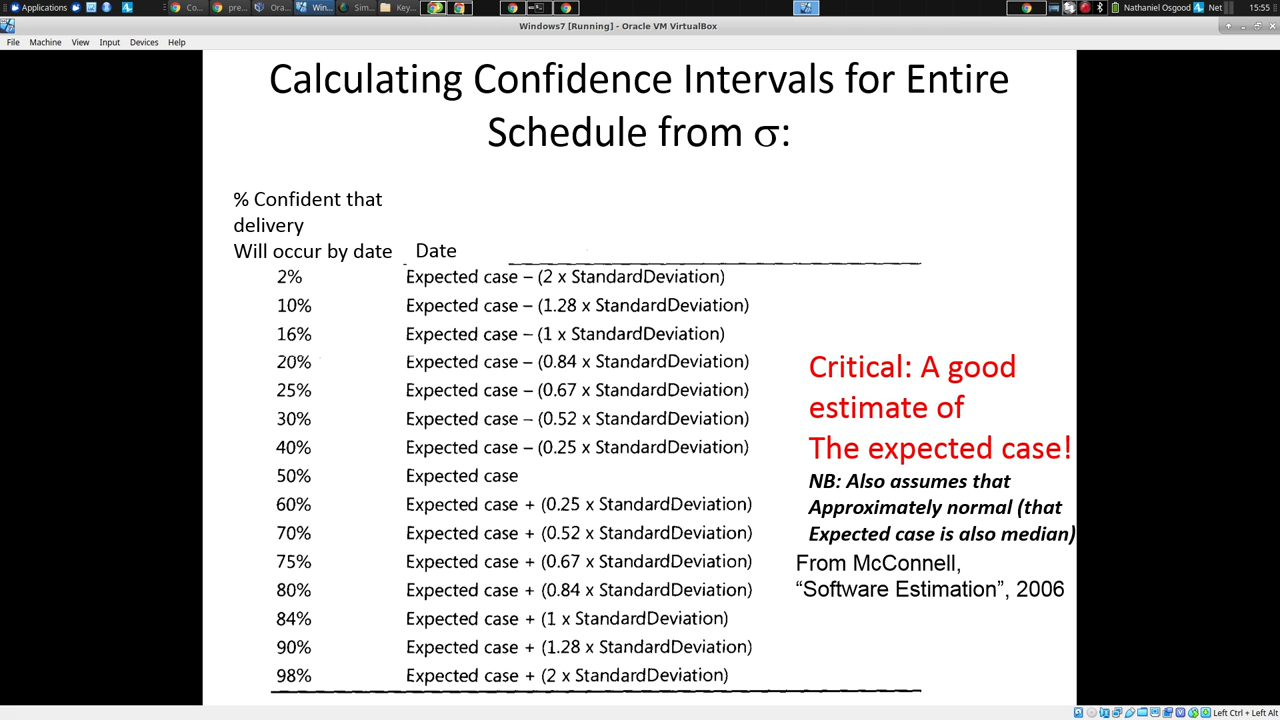 Applications
Co...
pre...
Ora...
Win...
Sim...
Key...
Nathaniel Osgood
Net
15:55
Windows7 [Running] - Oracle VM VirtualBox
File Machine View Input Devices Help
Calculating Confidence Intervals for Entire
Schedule from σ:
% Confident that
delivery
Will occur by date Date
2% Expected case – (2 x StandardDeviation)
10% Expected case – (1.28 x StandardDeviation)
16% Expected case – (1 x StandardDeviation)
20% Expected case – (0.84 x StandardDeviation)
25% Expected case – (0.67 x StandardDeviation)
30% Expected case – (0.52 x StandardDeviation)
40% Expected case – (0.25 x StandardDeviation)
50% Expected case
60% Expected case + (0.25 x StandardDeviation)
70% Expected case + (0.52 x StandardDeviation)
75% Expected case + (0.67 x StandardDeviation)
80% Expected case + (0.84 x StandardDeviation)
84% Expected case + (1 x StandardDeviation)
90% Expected case + (1.28 x StandardDeviation)
98% Expected case + (2 x StandardDeviation)
Critical: A good
estimate of
The expected case!
NB: Also assumes that
Approximately normal (that
Expected case is also median)
From McConnell,
“Software Estimation”, 2006
Left Ctrl + Left Alt